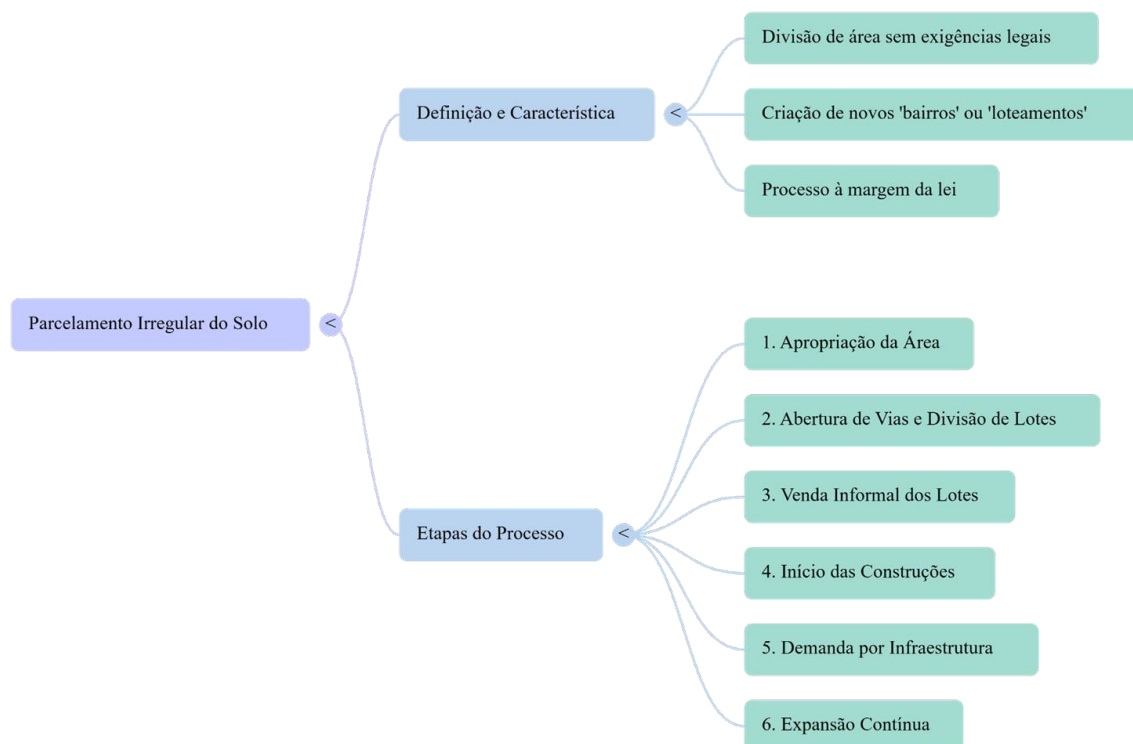 Parcelamento Irregular do Solo
<
Definição e Característica
<
Divisão de área sem exigências legais
Criação de novos 'bairros' ou 'loteamentos'
Processo à margem da lei
Etapas do Processo
<
1. Apropriação da Área
2. Abertura de Vias e Divisão de Lotes
3. Venda Informal dos Lotes
4. Início das Construções
5. Demanda por Infraestrutura
6. Expansão Contínua